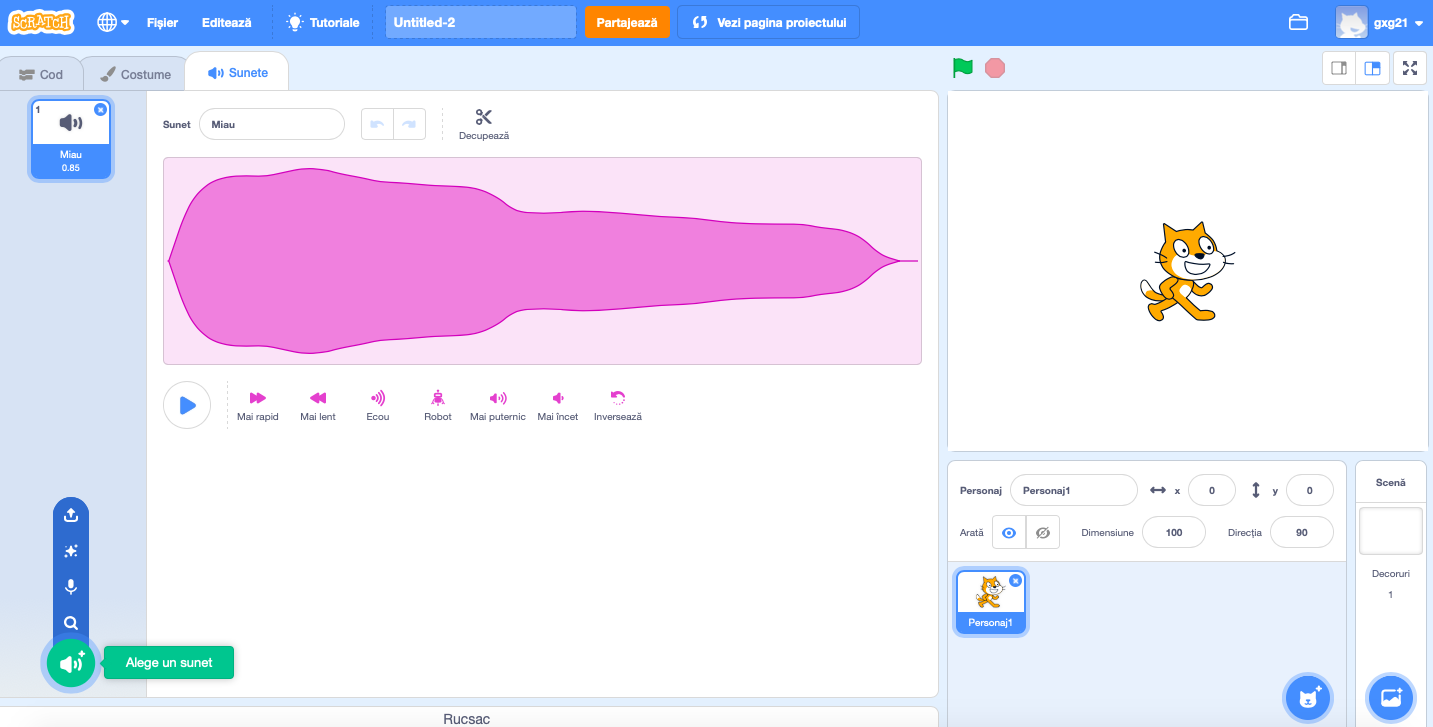 SCRATCH
Fișier
Editează
Tutoriale
Untitled-2
Partajează
Vezi pagina proiectului
gxg21
Cod
Costume
Sunete
1
Miau
0.85
Sunet
Miau
Decupează
Mai rapid
Mai lent
Ecou
Robot
Mai puternic
Mai încet
Inversează
Alege un sunet
Rucsac
Personaj
Personaj1
x
0
y
0
Arată
Dimensiune
100
Direcția
90
Personaj1
Scenă
Decoruri
1